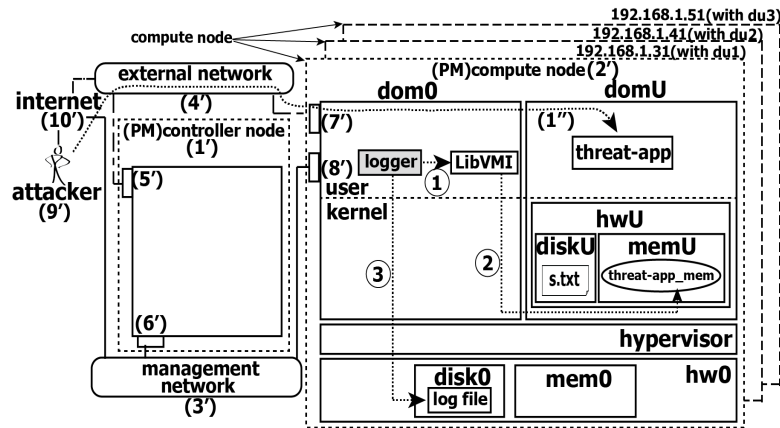 192.168.1.51(with du3)
compute node
192.168.1.41(with du2)
192.168.1.31(with du1)
external network
(4')
(PM)compute node(2')
dom0
domU
internet
(10')
(PM)controller node
(1')
(7')
(1'')
threat-app
logger
LibVMI
1
(8')
user
kernel
attacker
(9')
(5')
hwU
diskU
memU
s.txt
threat-app_mem
2
3
(6')
hypervisor
management
network
(3')
disk0
log file
mem0
hw0